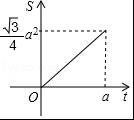 S
√3/4 a²
O a t